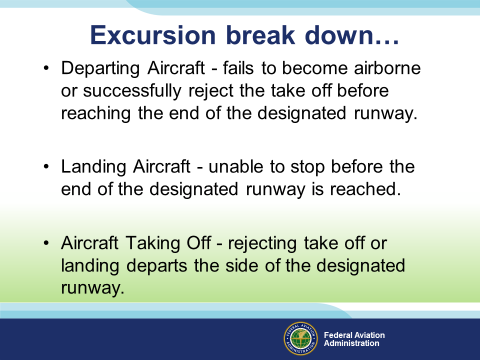 Excursion break down…
• Departing Aircraft - fails to become airborne
or successfully reject the take off before
reaching the end of the designated runway.
• Landing Aircraft - unable to stop before the
end of the designated runway is reached.
• Aircraft Taking Off - rejecting take off or
landing departs the side of the designated
runway.
Federal Aviation
Administration